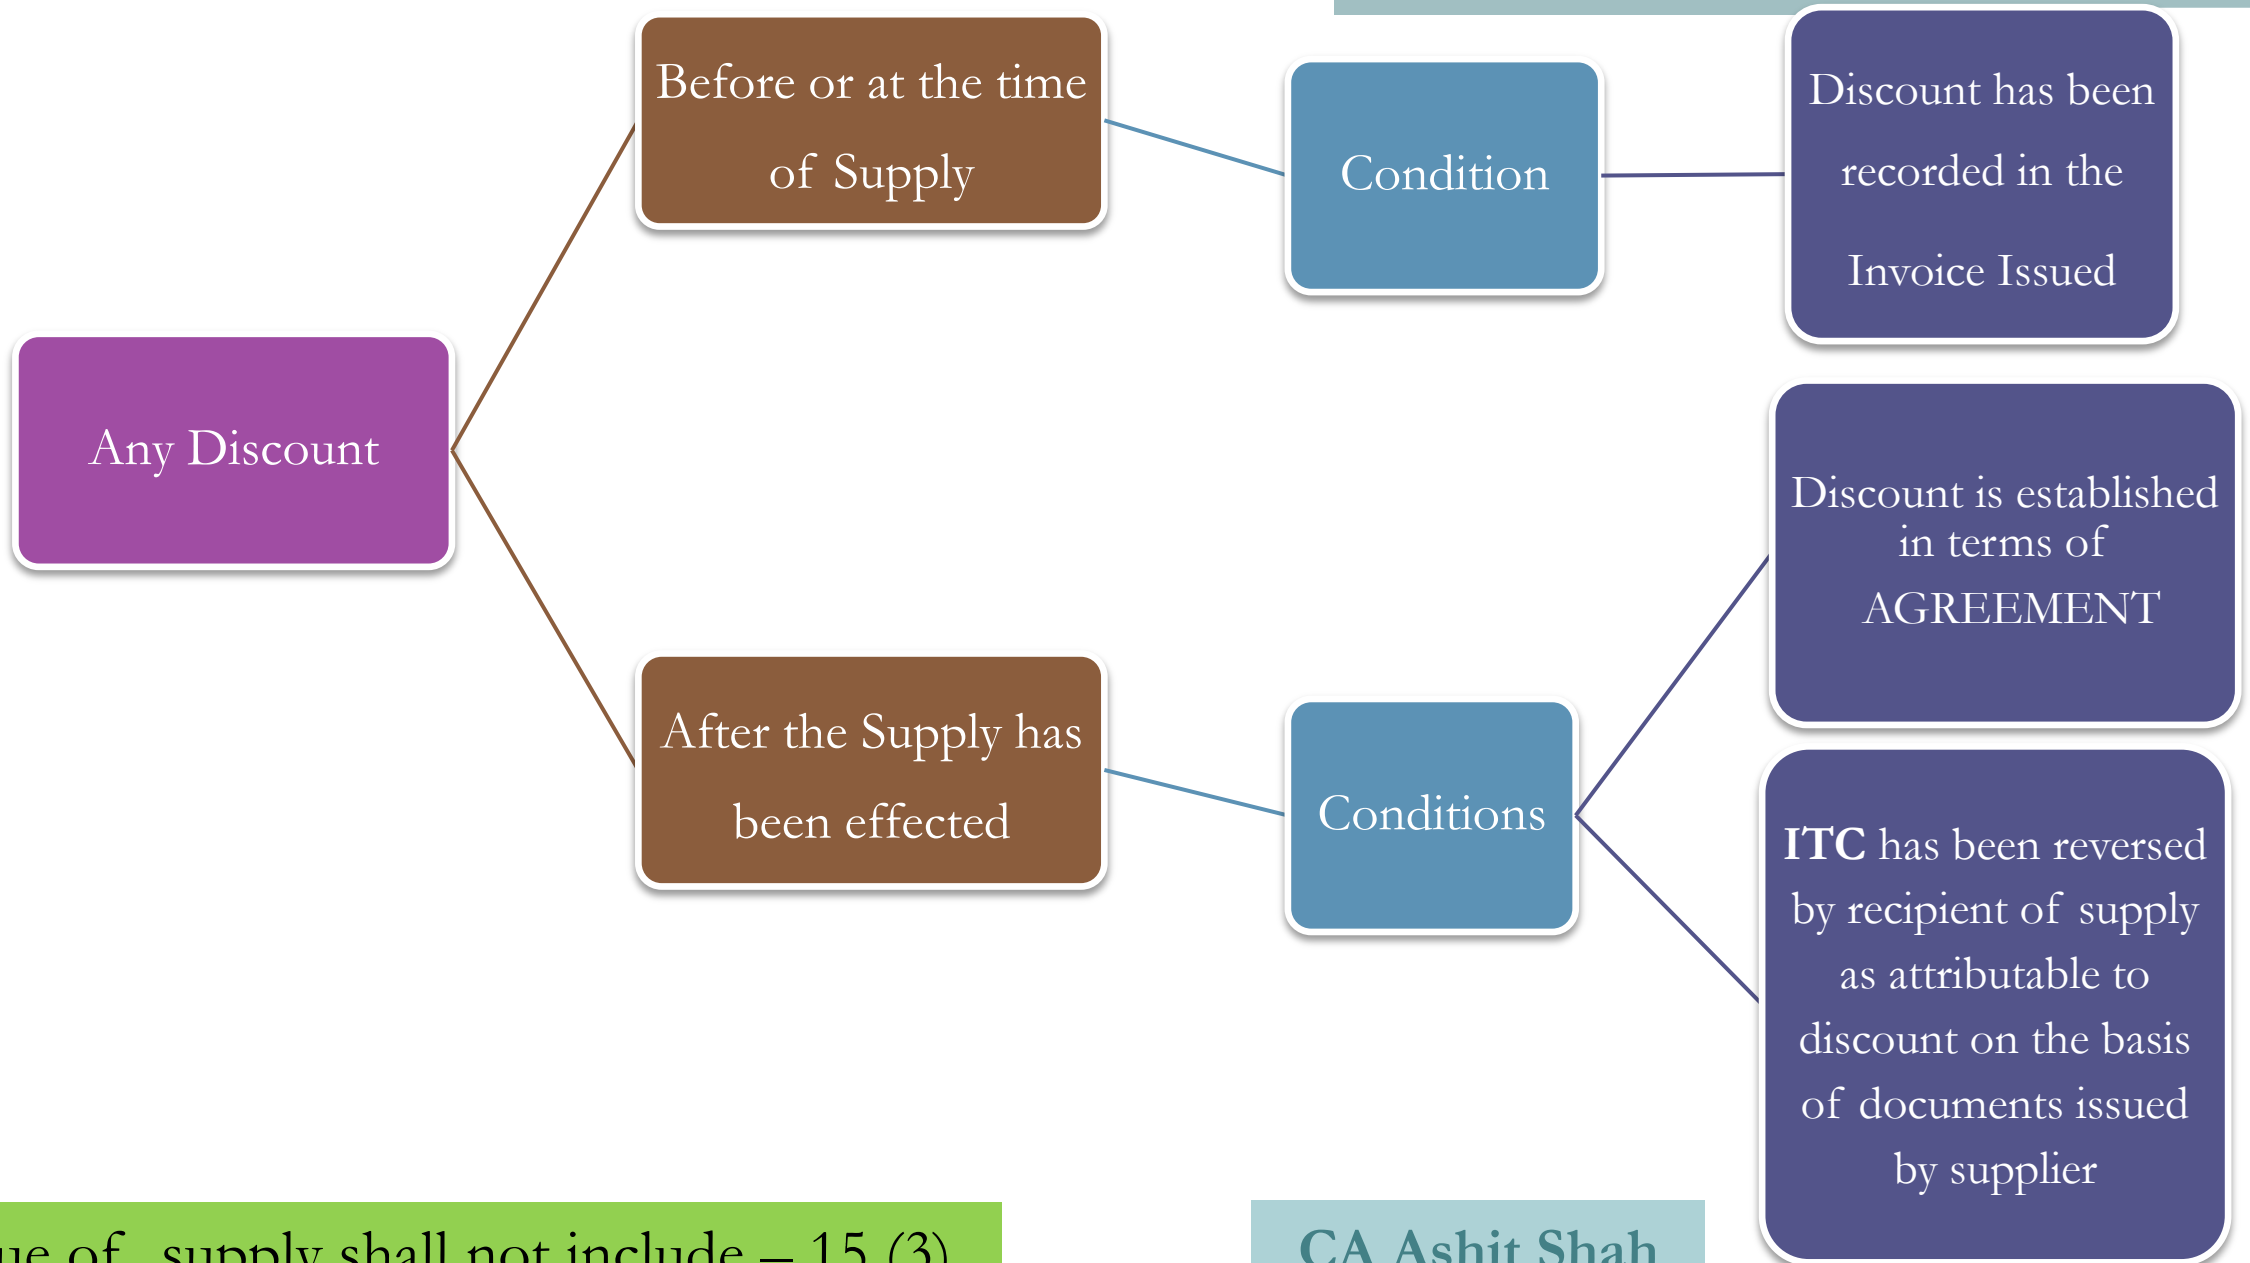 Before or at the time
of Supply
Condition
Discount has been
recorded in the
Invoice Issued
Any Discount
After the Supply has
been effected
Conditions
Discount is established
in terms of
AGREEMENT
ITC has been reversed
by recipient of supply
as attributable to
discount on the basis
of documents issued
by supplier
of supply shall not include – 15 (3)
CA Ashit Shah